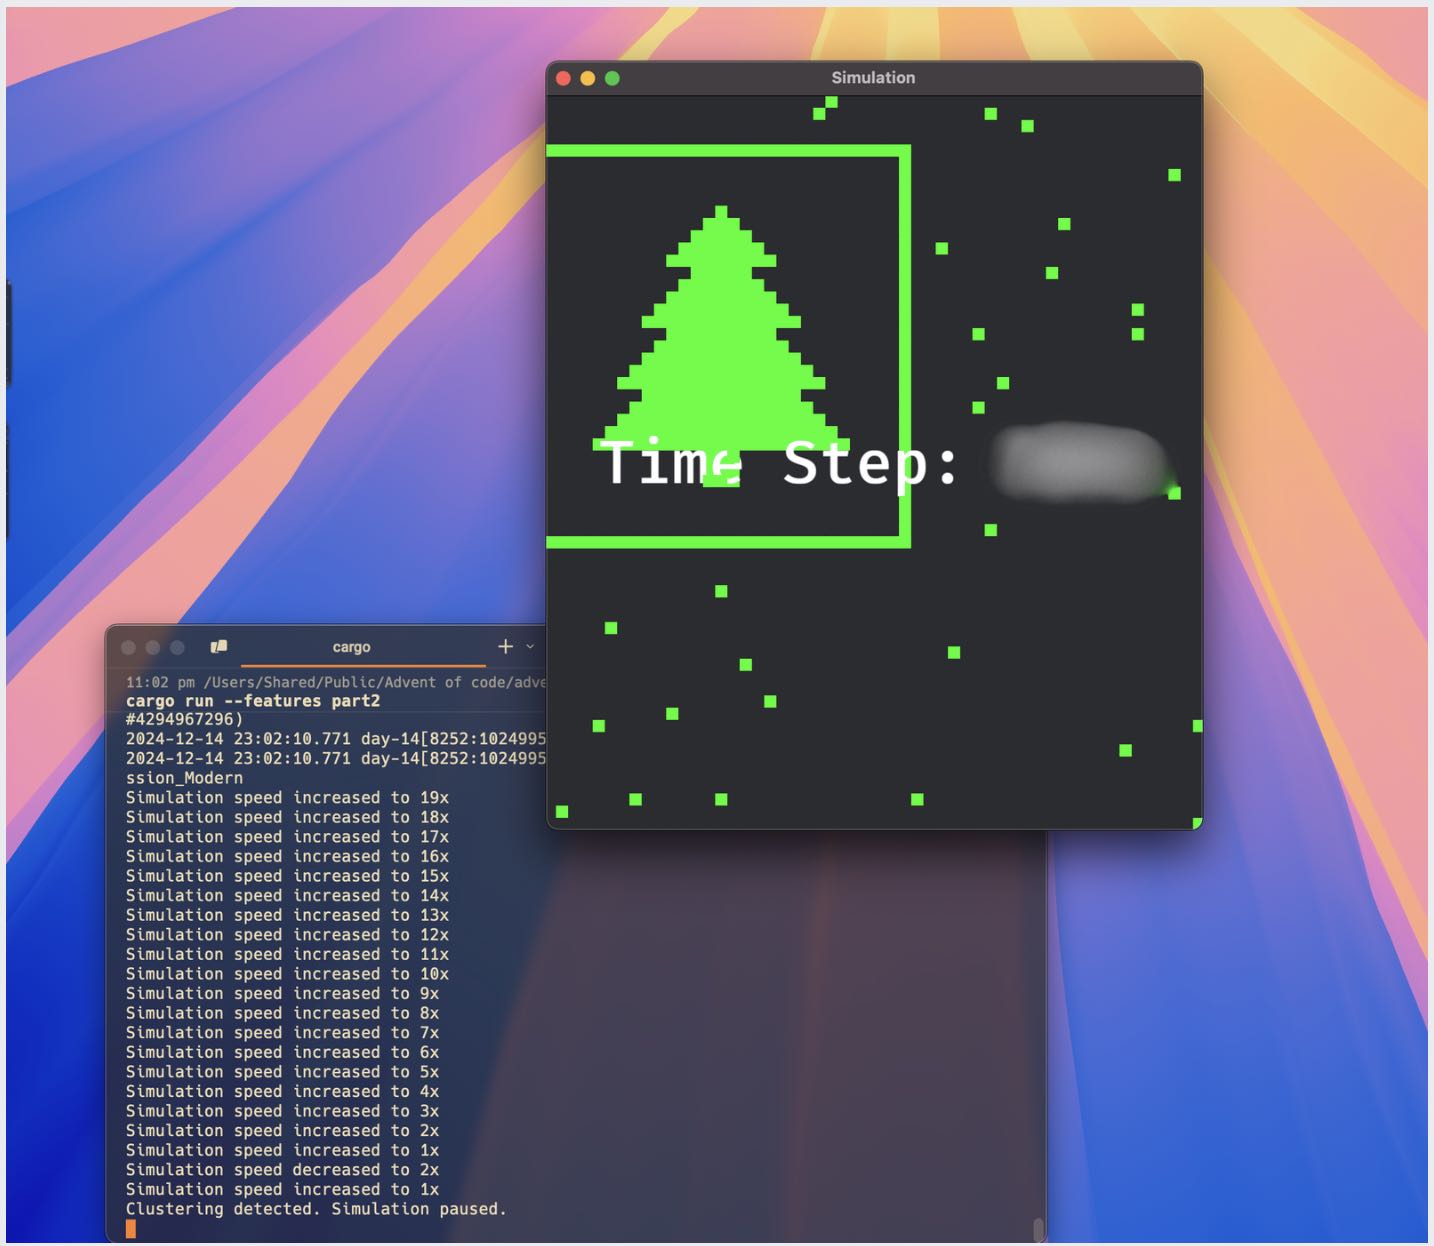 Simulation
Time Step:
cargo
11:02 pm /Users/Shared/Public/Advent of code/adve
cargo run --features part2
#4294967296)
2024-12-14 23:02:10.771 day-14[8252:1024995
2024-12-14 23:02:10.771 day-14[8252:1024995
ssion_Modern
Simulation speed increased to 19x
Simulation speed increased to 18x
Simulation speed increased to 17x
Simulation speed increased to 16x
Simulation speed increased to 15x
Simulation speed increased to 14x
Simulation speed increased to 13x
Simulation speed increased to 12x
Simulation speed increased to 11x
Simulation speed increased to 10x
Simulation speed increased to 9x
Simulation speed increased to 8x
Simulation speed increased to 7x
Simulation speed increased to 6x
Simulation speed increased to 5x
Simulation speed increased to 4x
Simulation speed increased to 3x
Simulation speed increased to 2x
Simulation speed increased to 1x
Simulation speed decreased to 2x
Simulation speed increased to 1x
Clustering detected. Simulation paused.